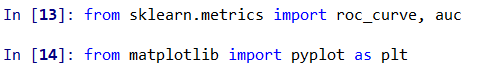 In [13]: from sklearn.metrics import roc_curve, auc
In [14]: from matplotlib import pyplot as plt